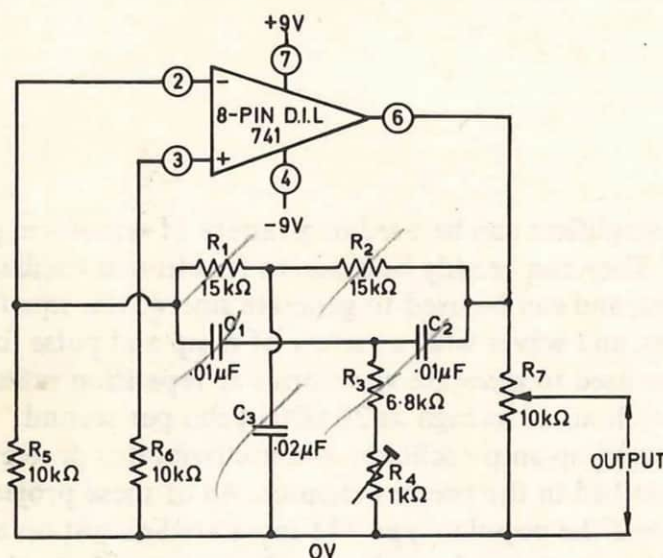 +9V
7
2
−
8-PIN D.I.L
741
6
3
+
4
−9V
R1
15kΩ
R2
15kΩ
C1
·01µF
C2
·01µF
R3
6·8kΩ
R7
10kΩ
C3
·02µF
R5
10kΩ
R6
10kΩ
R4
1kΩ
OUTPUT
0V